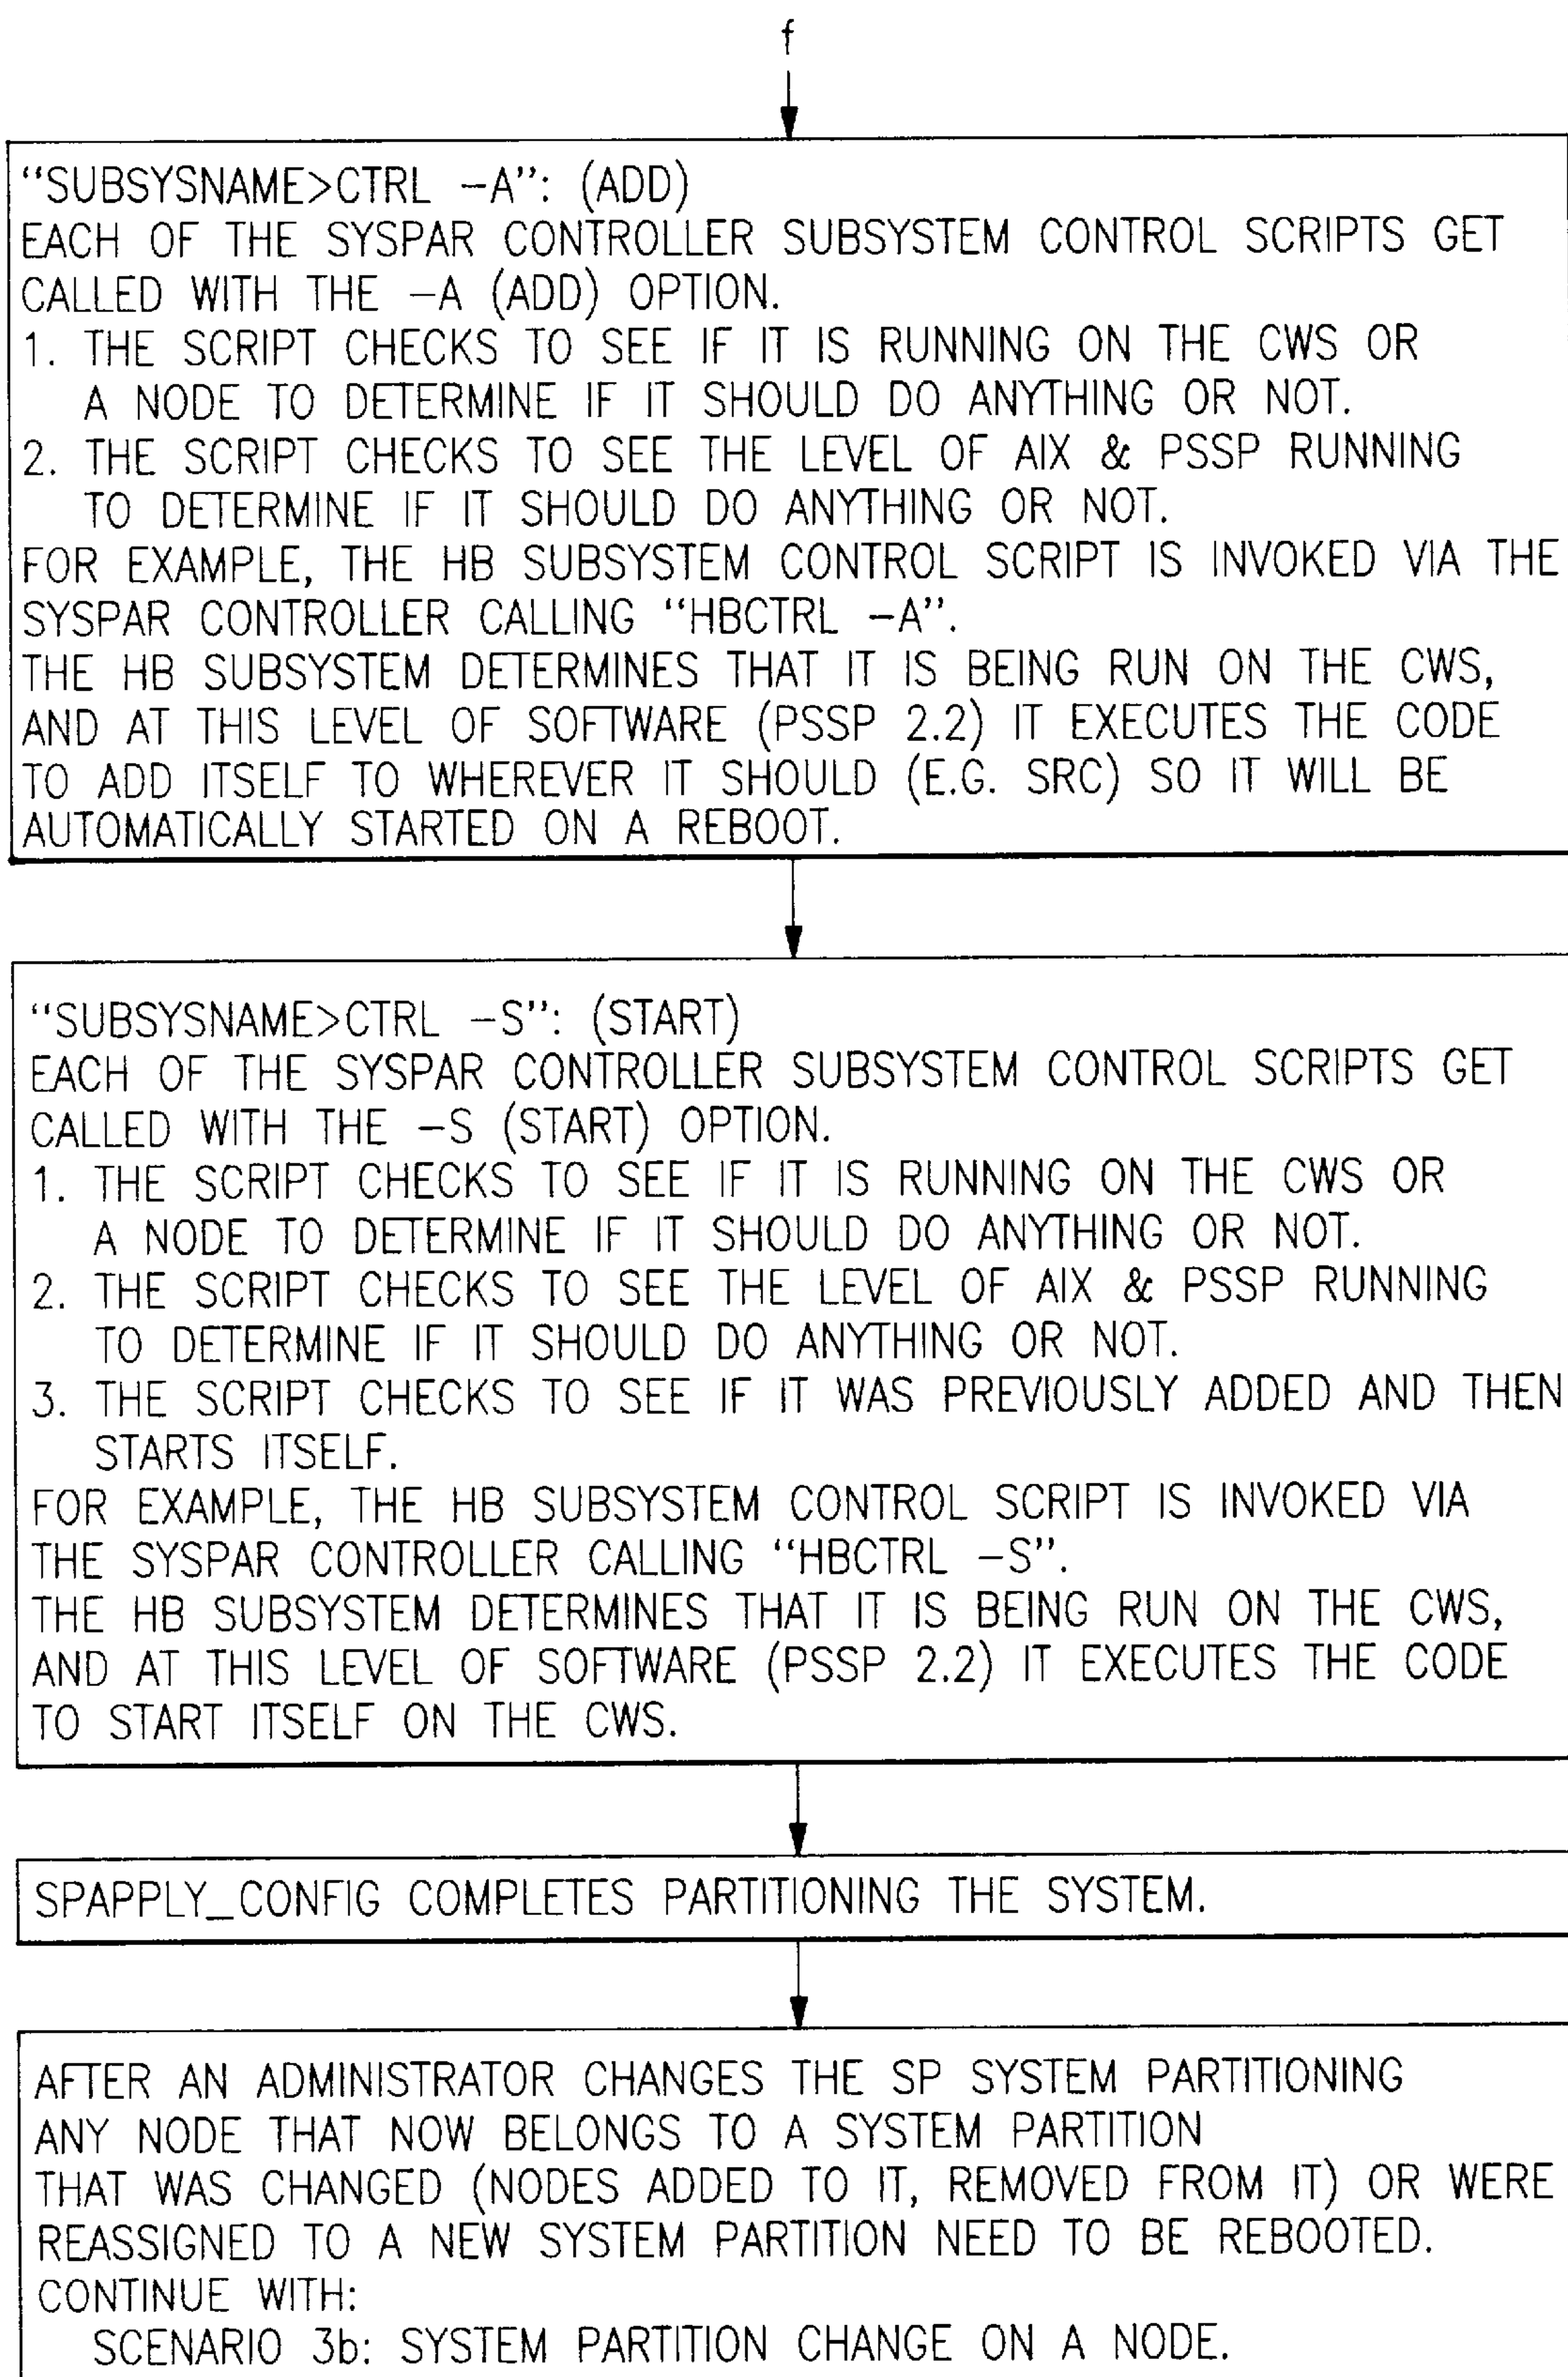 f
“SUBSYSNAME>CTRL –A”: (ADD)
EACH OF THE SYSPAR CONTROLLER SUBSYSTEM CONTROL SCRIPTS GET
CALLED WITH THE –A (ADD) OPTION.
1. THE SCRIPT CHECKS TO SEE IF IT IS RUNNING ON THE CWS OR
A NODE TO DETERMINE IF IT SHOULD DO ANYTHING OR NOT.
2. THE SCRIPT CHECKS TO SEE THE LEVEL OF AIX & PSSP RUNNING
TO DETERMINE IF IT SHOULD DO ANYTHING OR NOT.
FOR EXAMPLE, THE HB SUBSYSTEM CONTROL SCRIPT IS INVOKED VIA THE
SYSPAR CONTROLLER CALLING “HBCTRL –A”.
THE HB SUBSYSTEM DETERMINES THAT IT IS BEING RUN ON THE CWS,
AND AT THIS LEVEL OF SOFTWARE (PSSP 2.2) IT EXECUTES THE CODE
TO ADD ITSELF TO WHEREVER IT SHOULD (E.G. SRC) SO IT WILL BE
AUTOMATICALLY STARTED ON A REBOOT.
“SUBSYSNAME>CTRL –S”: (START)
EACH OF THE SYSPAR CONTROLLER SUBSYSTEM CONTROL SCRIPTS GET
CALLED WITH THE –S (START) OPTION.
1. THE SCRIPT CHECKS TO SEE IF IT IS RUNNING ON THE CWS OR
A NODE TO DETERMINE IF IT SHOULD DO ANYTHING OR NOT.
2. THE SCRIPT CHECKS TO SEE THE LEVEL OF AIX & PSSP RUNNING
TO DETERMINE IF IT SHOULD DO ANYTHING OR NOT.
3. THE SCRIPT CHECKS TO SEE IF IT WAS PREVIOUSLY ADDED AND THEN
STARTS ITSELF.
FOR EXAMPLE, THE HB SUBSYSTEM CONTROL SCRIPT IS INVOKED VIA
THE SYSPAR CONTROLLER CALLING “HBCTRL –S”.
THE HB SUBSYSTEM DETERMINES THAT IT IS BEING RUN ON THE CWS,
AND AT THIS LEVEL OF SOFTWARE (PSSP 2.2) IT EXECUTES THE CODE
TO START ITSELF ON THE CWS.
SPAPPLY_CONFIG COMPLETES PARTITIONING THE SYSTEM.
AFTER AN ADMINISTRATOR CHANGES THE SP SYSTEM PARTITIONING
ANY NODE THAT NOW BELONGS TO A SYSTEM PARTITION
THAT WAS CHANGED (NODES ADDED TO IT, REMOVED FROM IT) OR WERE
REASSIGNED TO A NEW SYSTEM PARTITION NEED TO BE REBOOTED.
CONTINUE WITH:
SCENARIO 3b: SYSTEM PARTITION CHANGE ON A NODE.